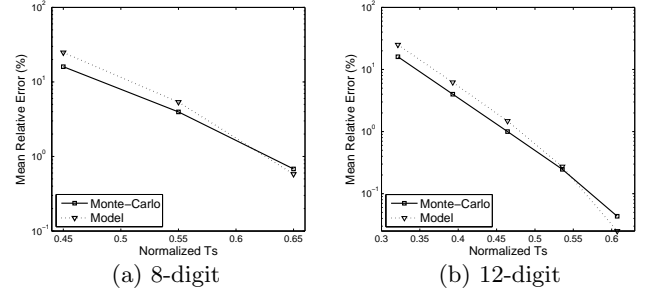 10^2
10^1
10^0
10^-1
Mean Relative Error (%)
Monte-Carlo
Model
0.45 0.5 0.55 0.6 0.65
Normalized Ts
(a) 8-digit
10^2
10^1
10^0
10^-1
Mean Relative Error (%)
Monte-Carlo
Model
0.3 0.35 0.4 0.45 0.5 0.55 0.6
Normalized Ts
(b) 12-digit